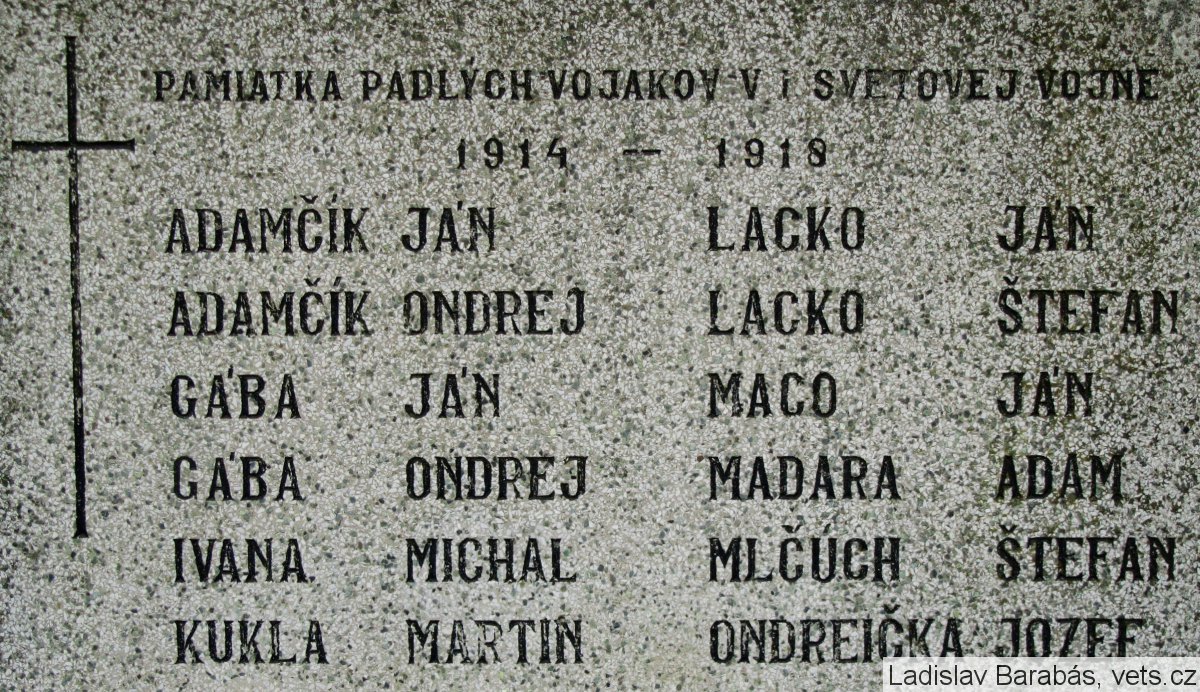 PAMIATKA PADLÝCH VOJAKOV V I SVETOVEJ VOJNE
1914 — 1918
ADAMČÍK JÁN LACKO JÁN
ADAMČÍK ONDREJ LACKO ŠTEFAN
GÁBA JÁN MACO JÁN
GÁBA ONDREJ MADARA ADAM
IVANA MICHAL MLČÚCH ŠTEFAN
KUKLA MARTIN ONDREIČKA JOZEF
Ladislav Barabás, vets.cz